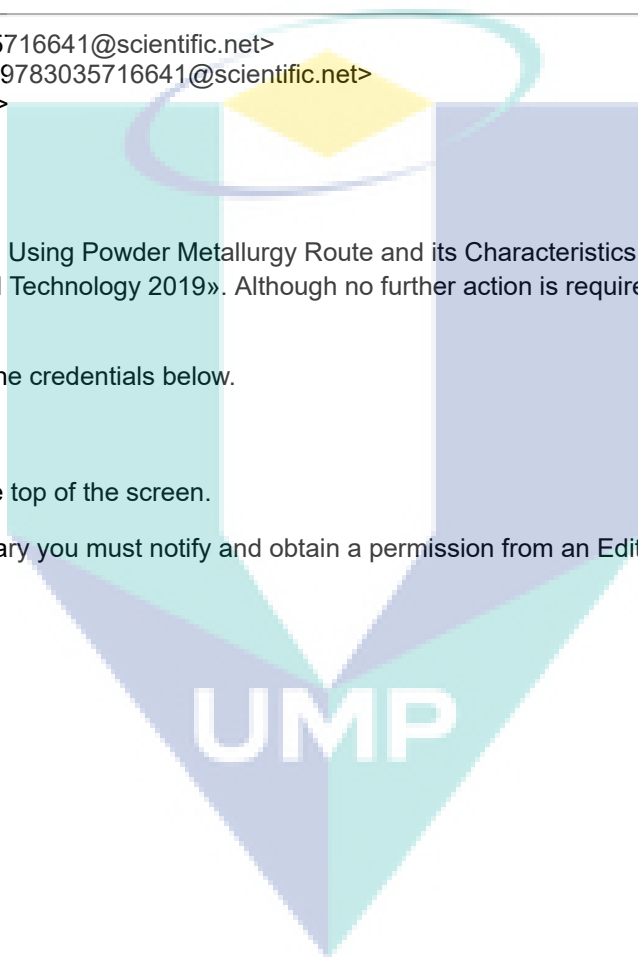 5716641@scientific.net>
9783035716641@scientific.net>
>
Using Powder Metallurgy Route and its Characteristics
Technology 2019». Although no further action is require
he credentials below.
e top of the screen.
ary you must notify and obtain a permission from an Edit
UMP